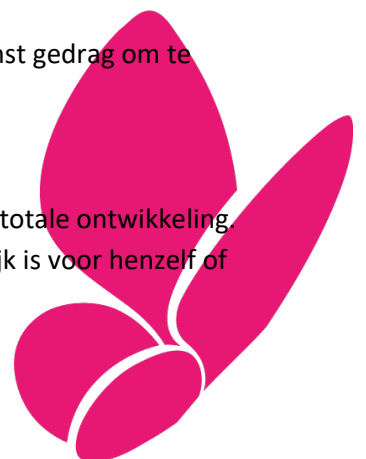 nst gedrag om te
totale ontwikkeling.
jk is voor henzelf of